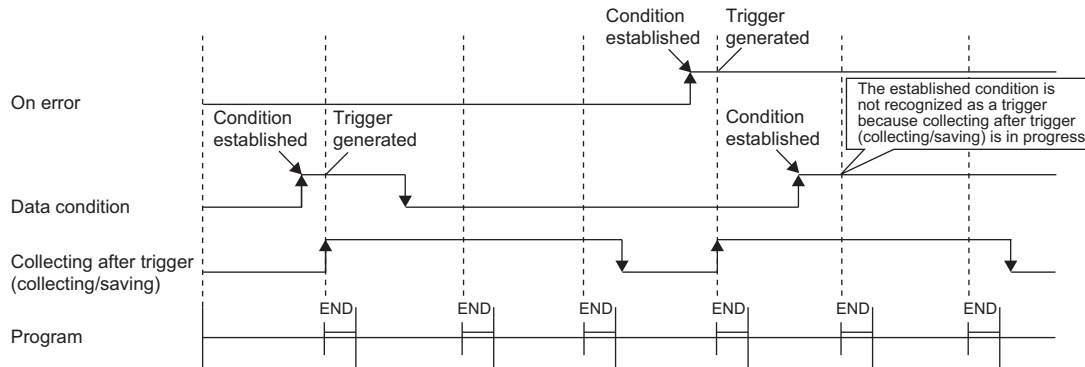 Condition
established
Trigger
generated
On error
The established condition is
not recognized as a trigger
because collecting after trigger
(collecting/saving) is in progress
Condition
established
Trigger
generated
Condition
established
Data condition
Collecting after trigger
(collecting/saving)
END
END
END
END
END
END
Program